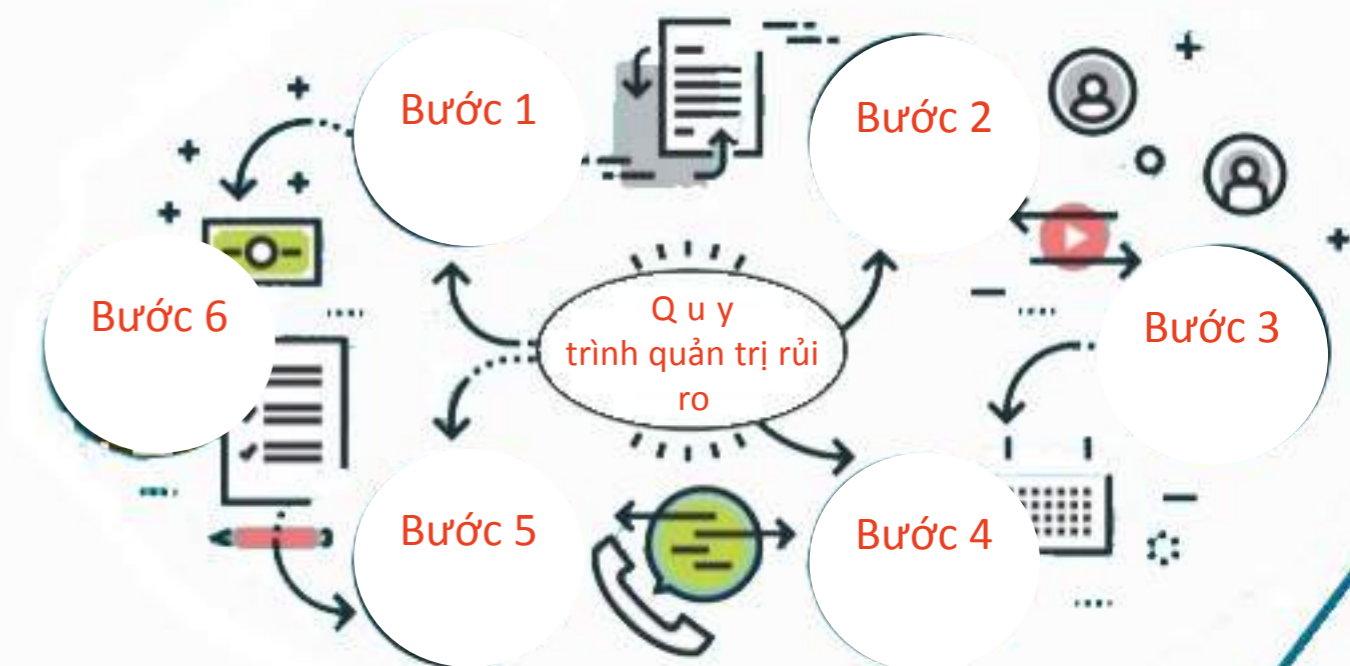 Bước 1
Bước 2
Bước 3
Bước 4
Bước 5
Bước 6
Q u y
trình quản trị rủi
ro